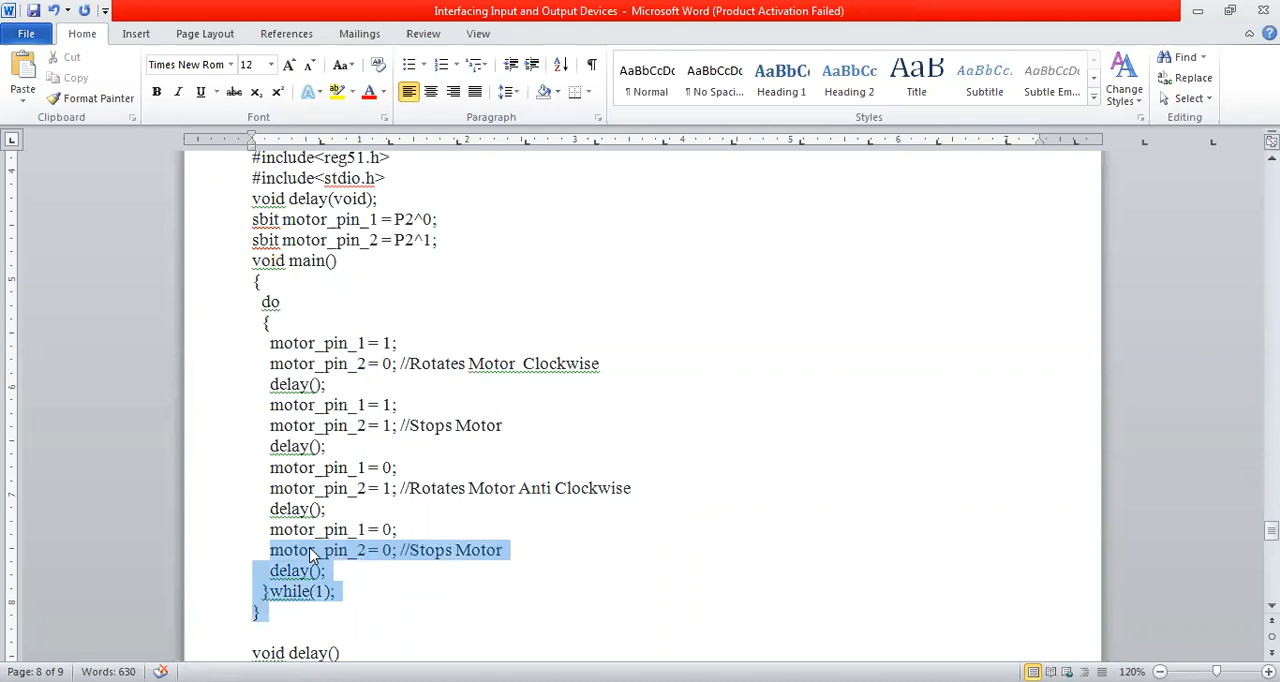 Interfacing Input and Output Devices - Microsoft Word (Product Activation Failed)
File Home Insert Page Layout References Mailings Review View
Paste
Cut
Copy
Format Painter
Clipboard
Times New Rom 12
Font
Paragraph
AaBbCcDc AaBbCcDc AaBbC AaBbCc AaB AaBbCc. AaBbCcDc
¶ Normal ¶ No Spaci... Heading 1 Heading 2 Title Subtitle Subtle Em...
Change Styles
Styles
Find
Replace
Select
Editing
#include<reg51.h>
#include<stdio.h>
void delay(void);
sbit motor_pin_1 = P2^0;
sbit motor_pin_2 = P2^1;
void main()
{
do
{
motor_pin_1 = 1;
motor_pin_2 = 0; //Rotates Motor Clockwise
delay();
motor_pin_1 = 1;
motor_pin_2 = 1; //Stops Motor
delay();
motor_pin_1 = 0;
motor_pin_2 = 1; //Rotates Motor Anti Clockwise
delay();
motor_pin_1 = 0;
motor_pin_2 = 0; //Stops Motor
delay();
}while(1);
}
void delay()
Page: 8 of 9 Words: 630 120%